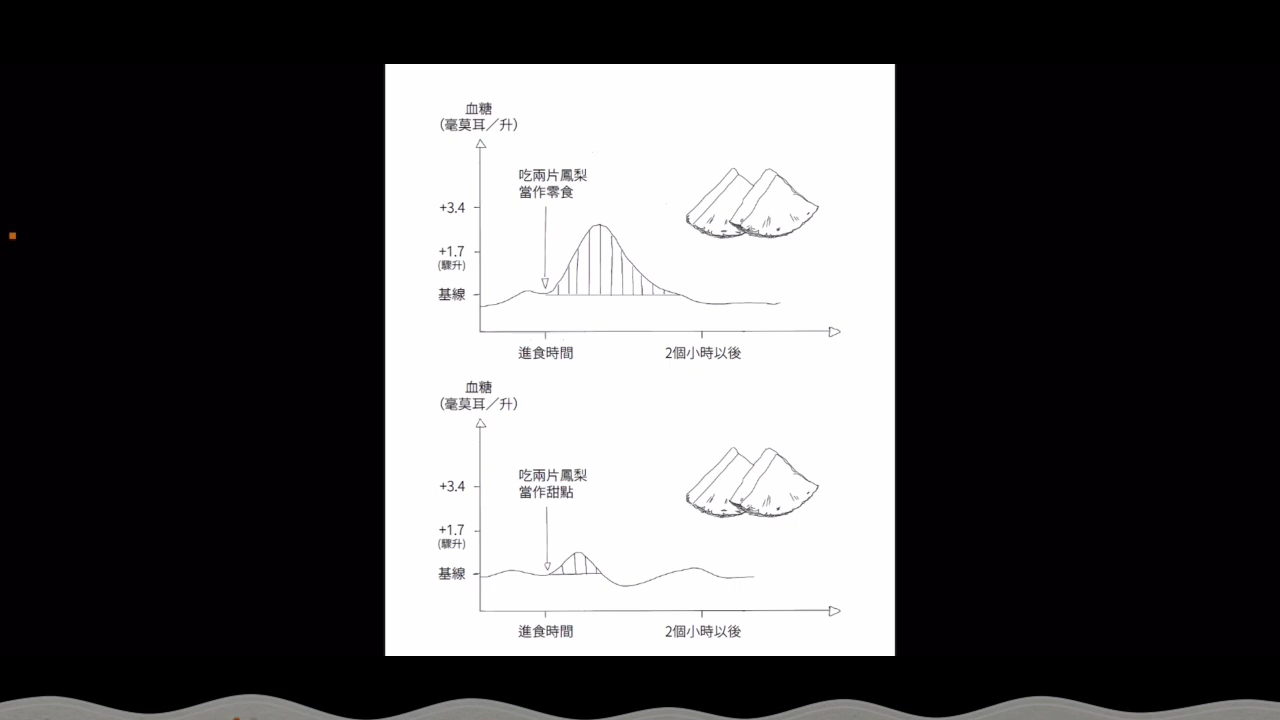 血糖
（毫莫耳／升）
吃兩片鳳梨
當作零食
+3.4
+1.7
(驟升)
基線
進食時間
2個小時以後
血糖
（毫莫耳／升）
吃兩片鳳梨
當作甜點
+3.4
+1.7
(驟升)
基線
進食時間
2個小時以後